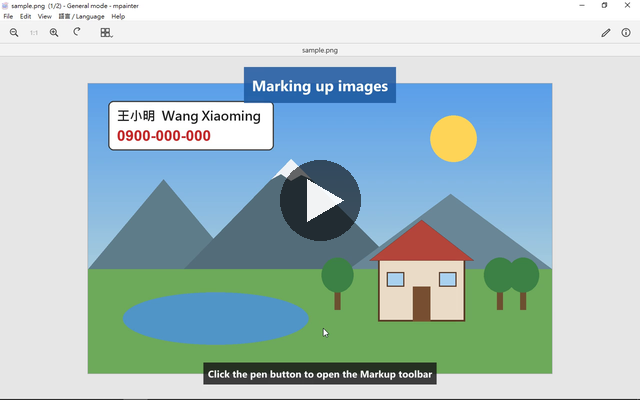 sample.png (1/2) - General mode - mpainter
File Edit View 語言 / Language Help
1:1
sample.png
Marking up images
王小明 Wang Xiaoming
0900-000-000
Click the pen button to open the Markup toolbar